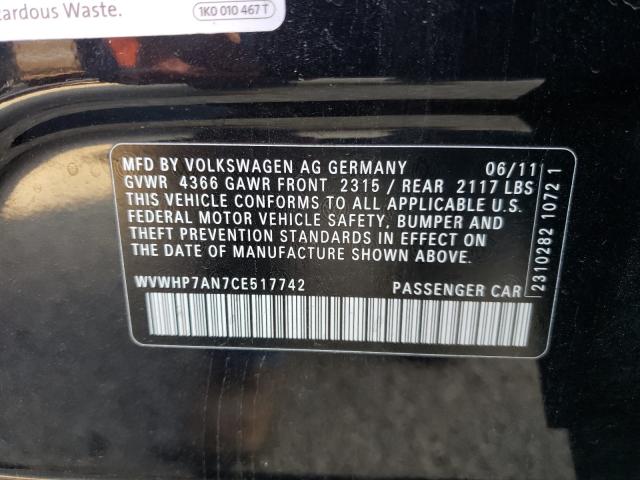 ardous Waste.
1K0 010 467 T
MFD BY VOLKSWAGEN AG GERMANY 06/11
GVWR 4366 GAWR FRONT 2315 / REAR 2117 LBS
THIS VEHICLE CONFORMS TO ALL APPLICABLE U.S.
FEDERAL MOTOR VEHICLE SAFETY, BUMPER AND
THEFT PREVENTION STANDARDS IN EFFECT ON
THE DATE OF MANUFACTURE SHOWN ABOVE.
WVWHP7AN7CE517742 PASSENGER CAR
2310282 1072 1